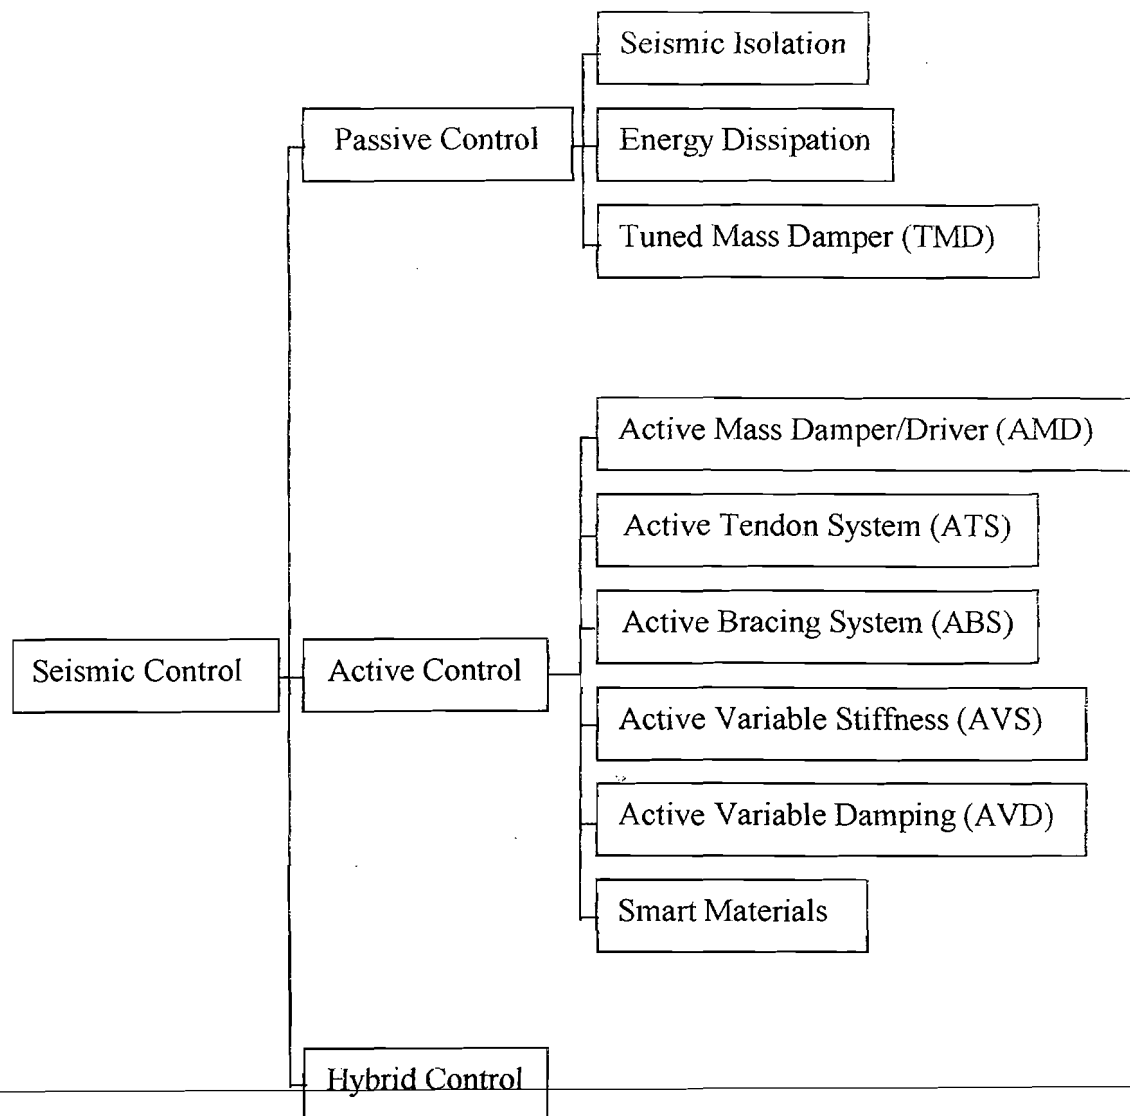 Seismic Isolation
Passive Control
Energy Dissipation
Tuned Mass Damper (TMD)
Active Mass Damper/Driver (AMD)
Active Tendon System (ATS)
Active Bracing System (ABS)
Seismic Control
Active Control
Active Variable Stiffness (AVS)
Active Variable Damping (AVD)
Smart Materials
Hybrid Control